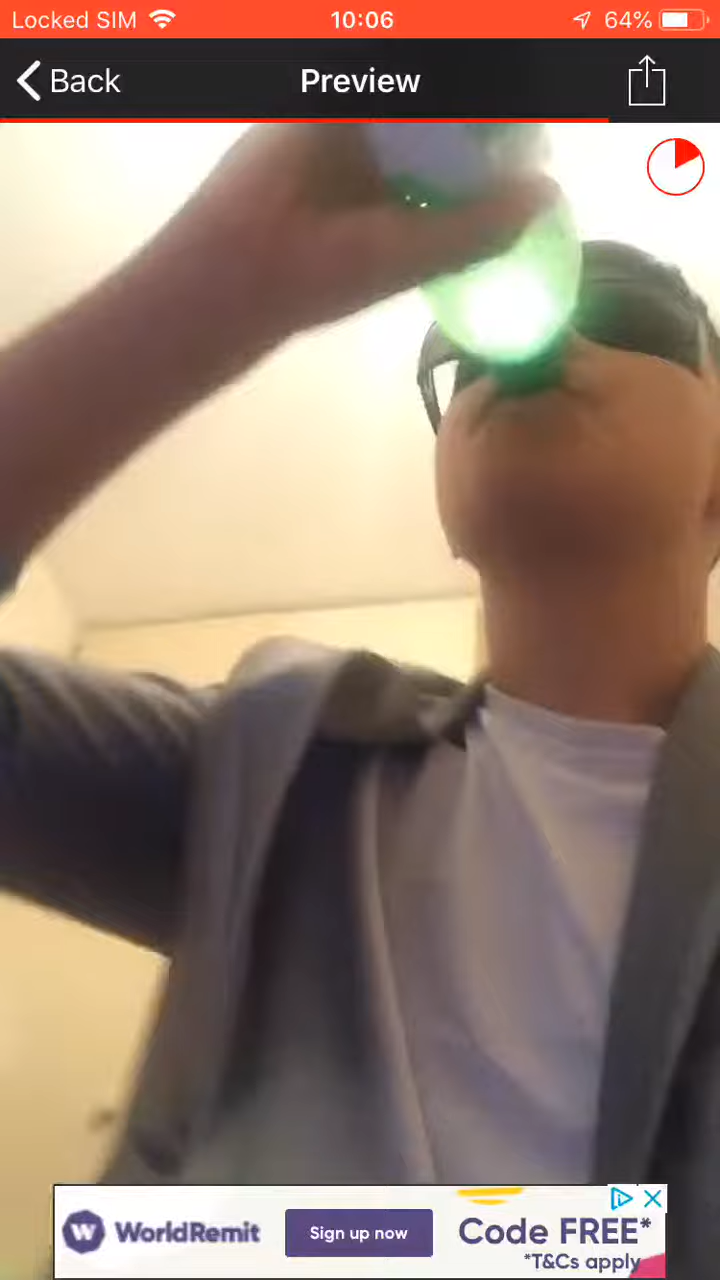 Locked SIM 10:06 64%
Back Preview
WorldRemit Sign up now Code FREE*
*T&Cs apply